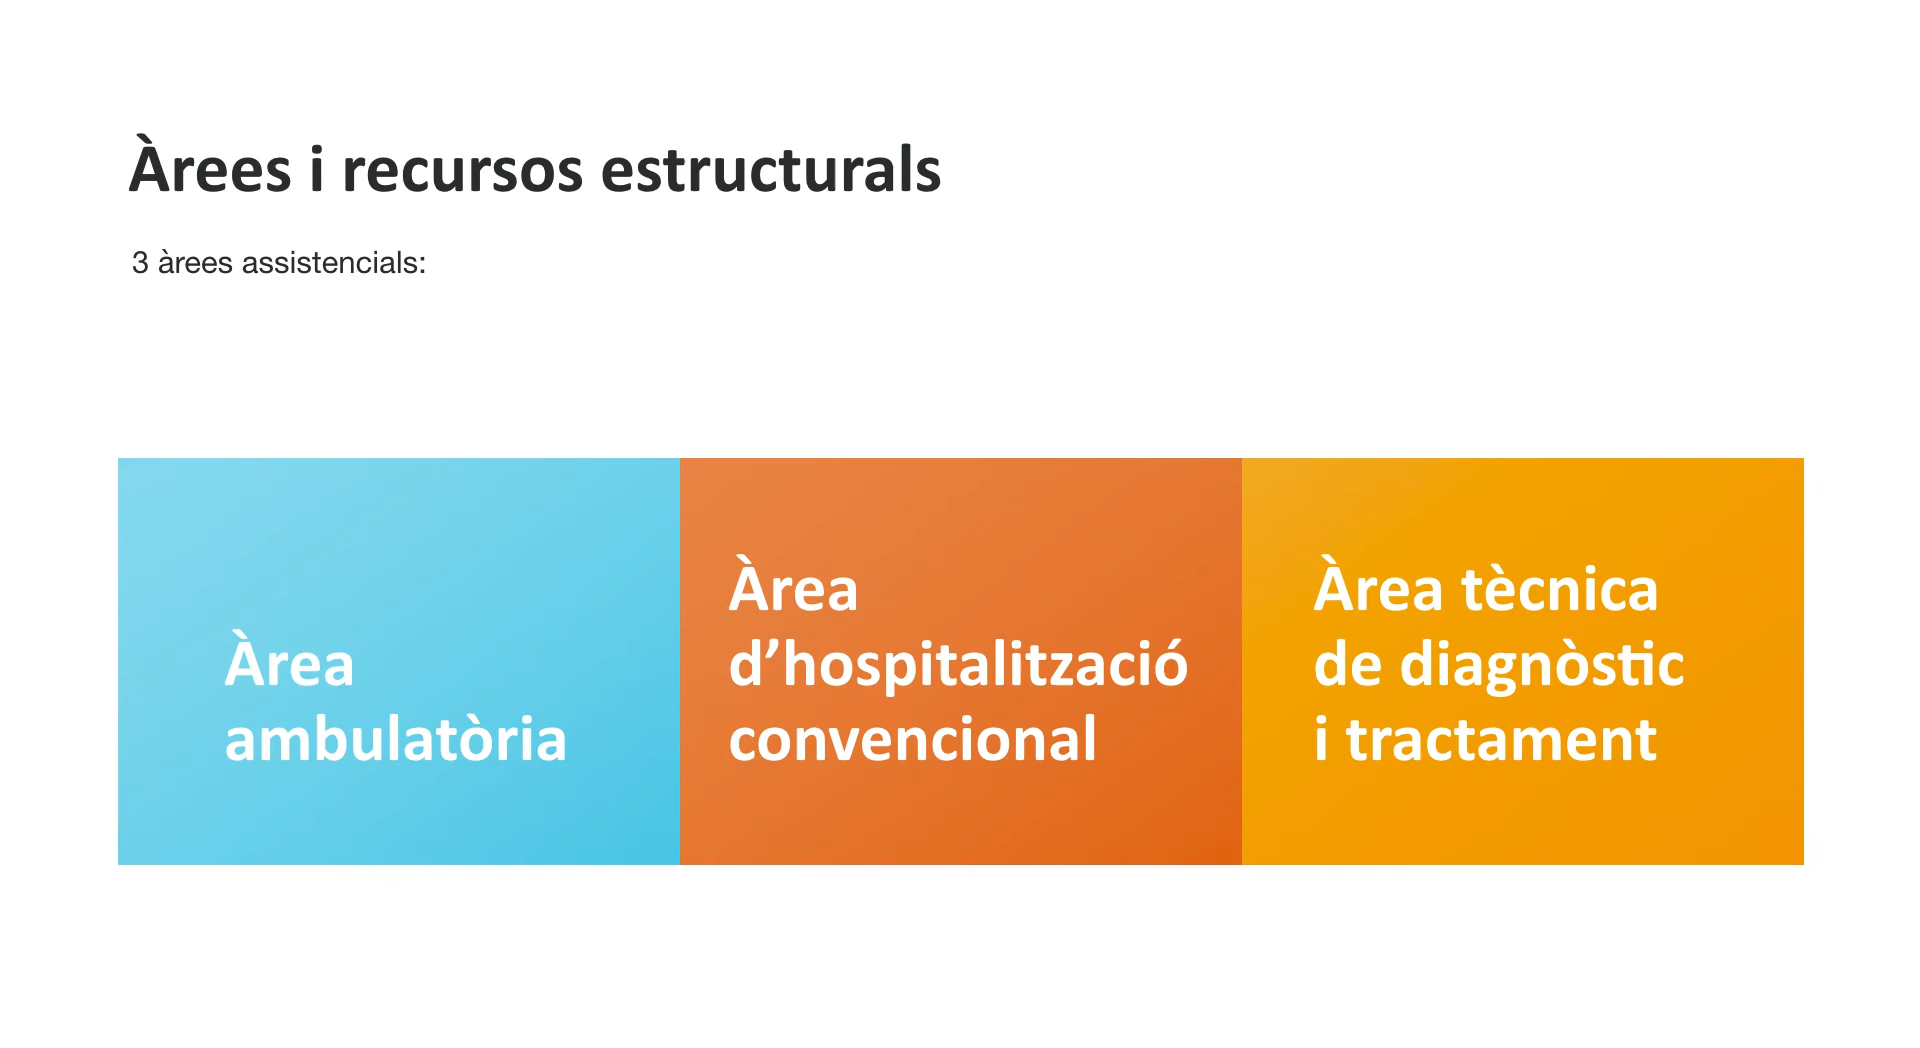 Àrees i recursos estructurals
3 àrees assistencials:
Àrea
ambulatòria
Àrea
d’hospitalització
convencional
Àrea tècnica
de diagnòstic
i tractament